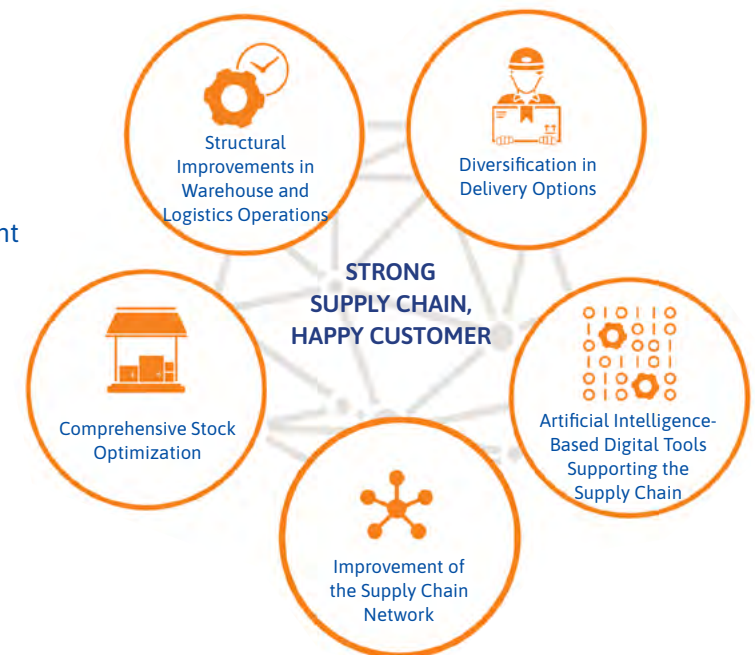 Structural
Improvements in
Warehouse and
Logistics Operations
Diversification in
Delivery Options
nt
STRONG
SUPPLY CHAIN,
HAPPY CUSTOMER
Comprehensive Stock
Optimization
Artificial Intelligence-
Based Digital Tools
Supporting the
Supply Chain
Improvement of
the Supply Chain
Network